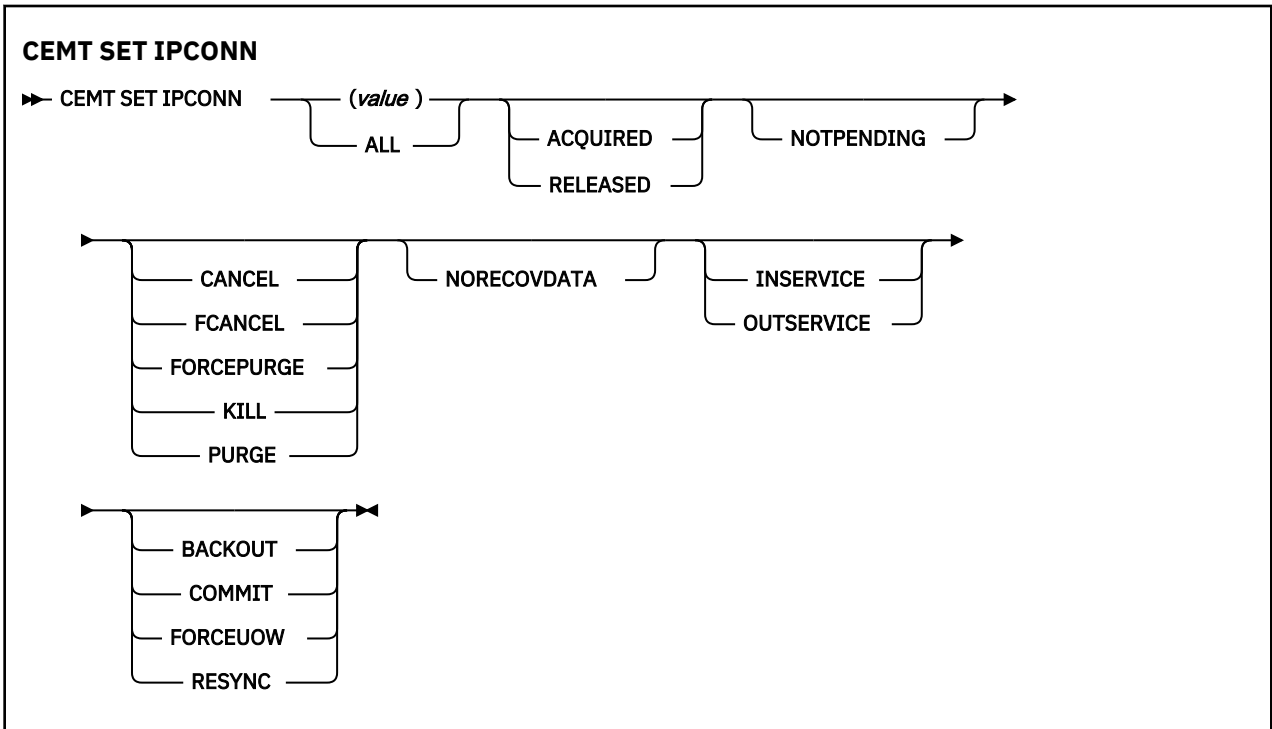 CEMT SET IPCONN
CEMT SET IPCONN (value) ACQUIRED NOTPENDING
ALL RELEASED
CANCEL NORECOVDATA INSERVICE
FCANCEL OUTSERVICE
FORCEPURGE
KILL
PURGE
BACKOUT
COMMIT
FORCEUOW
RESYNC